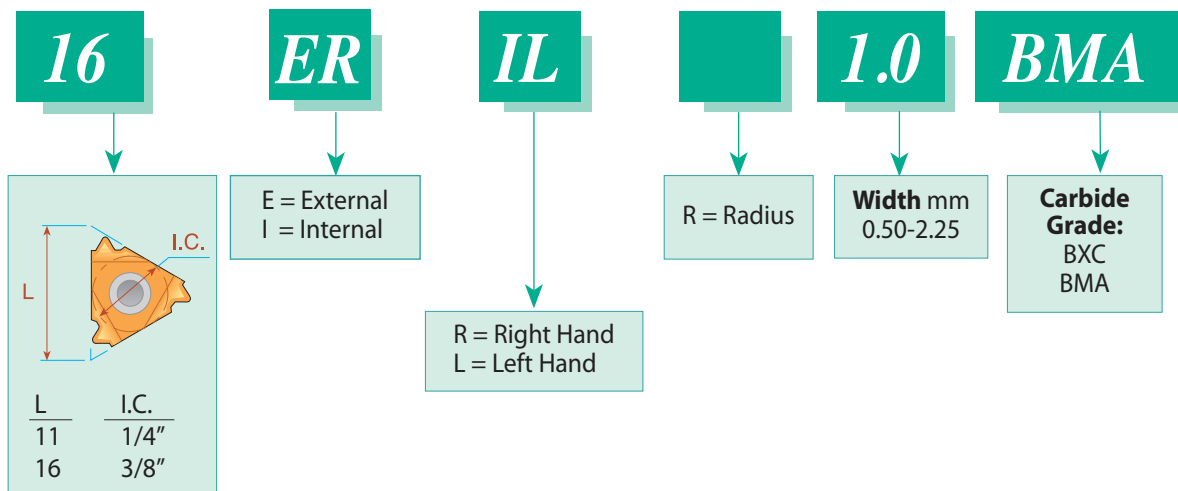 16 ER IL 1.0 BMA
L
I.C.
L I.C.
11 1/4"
16 3/8"
E = External
I = Internal
R = Right Hand
L = Left Hand
R = Radius
Width mm
0.50-2.25
Carbide
Grade:
BXC
BMA